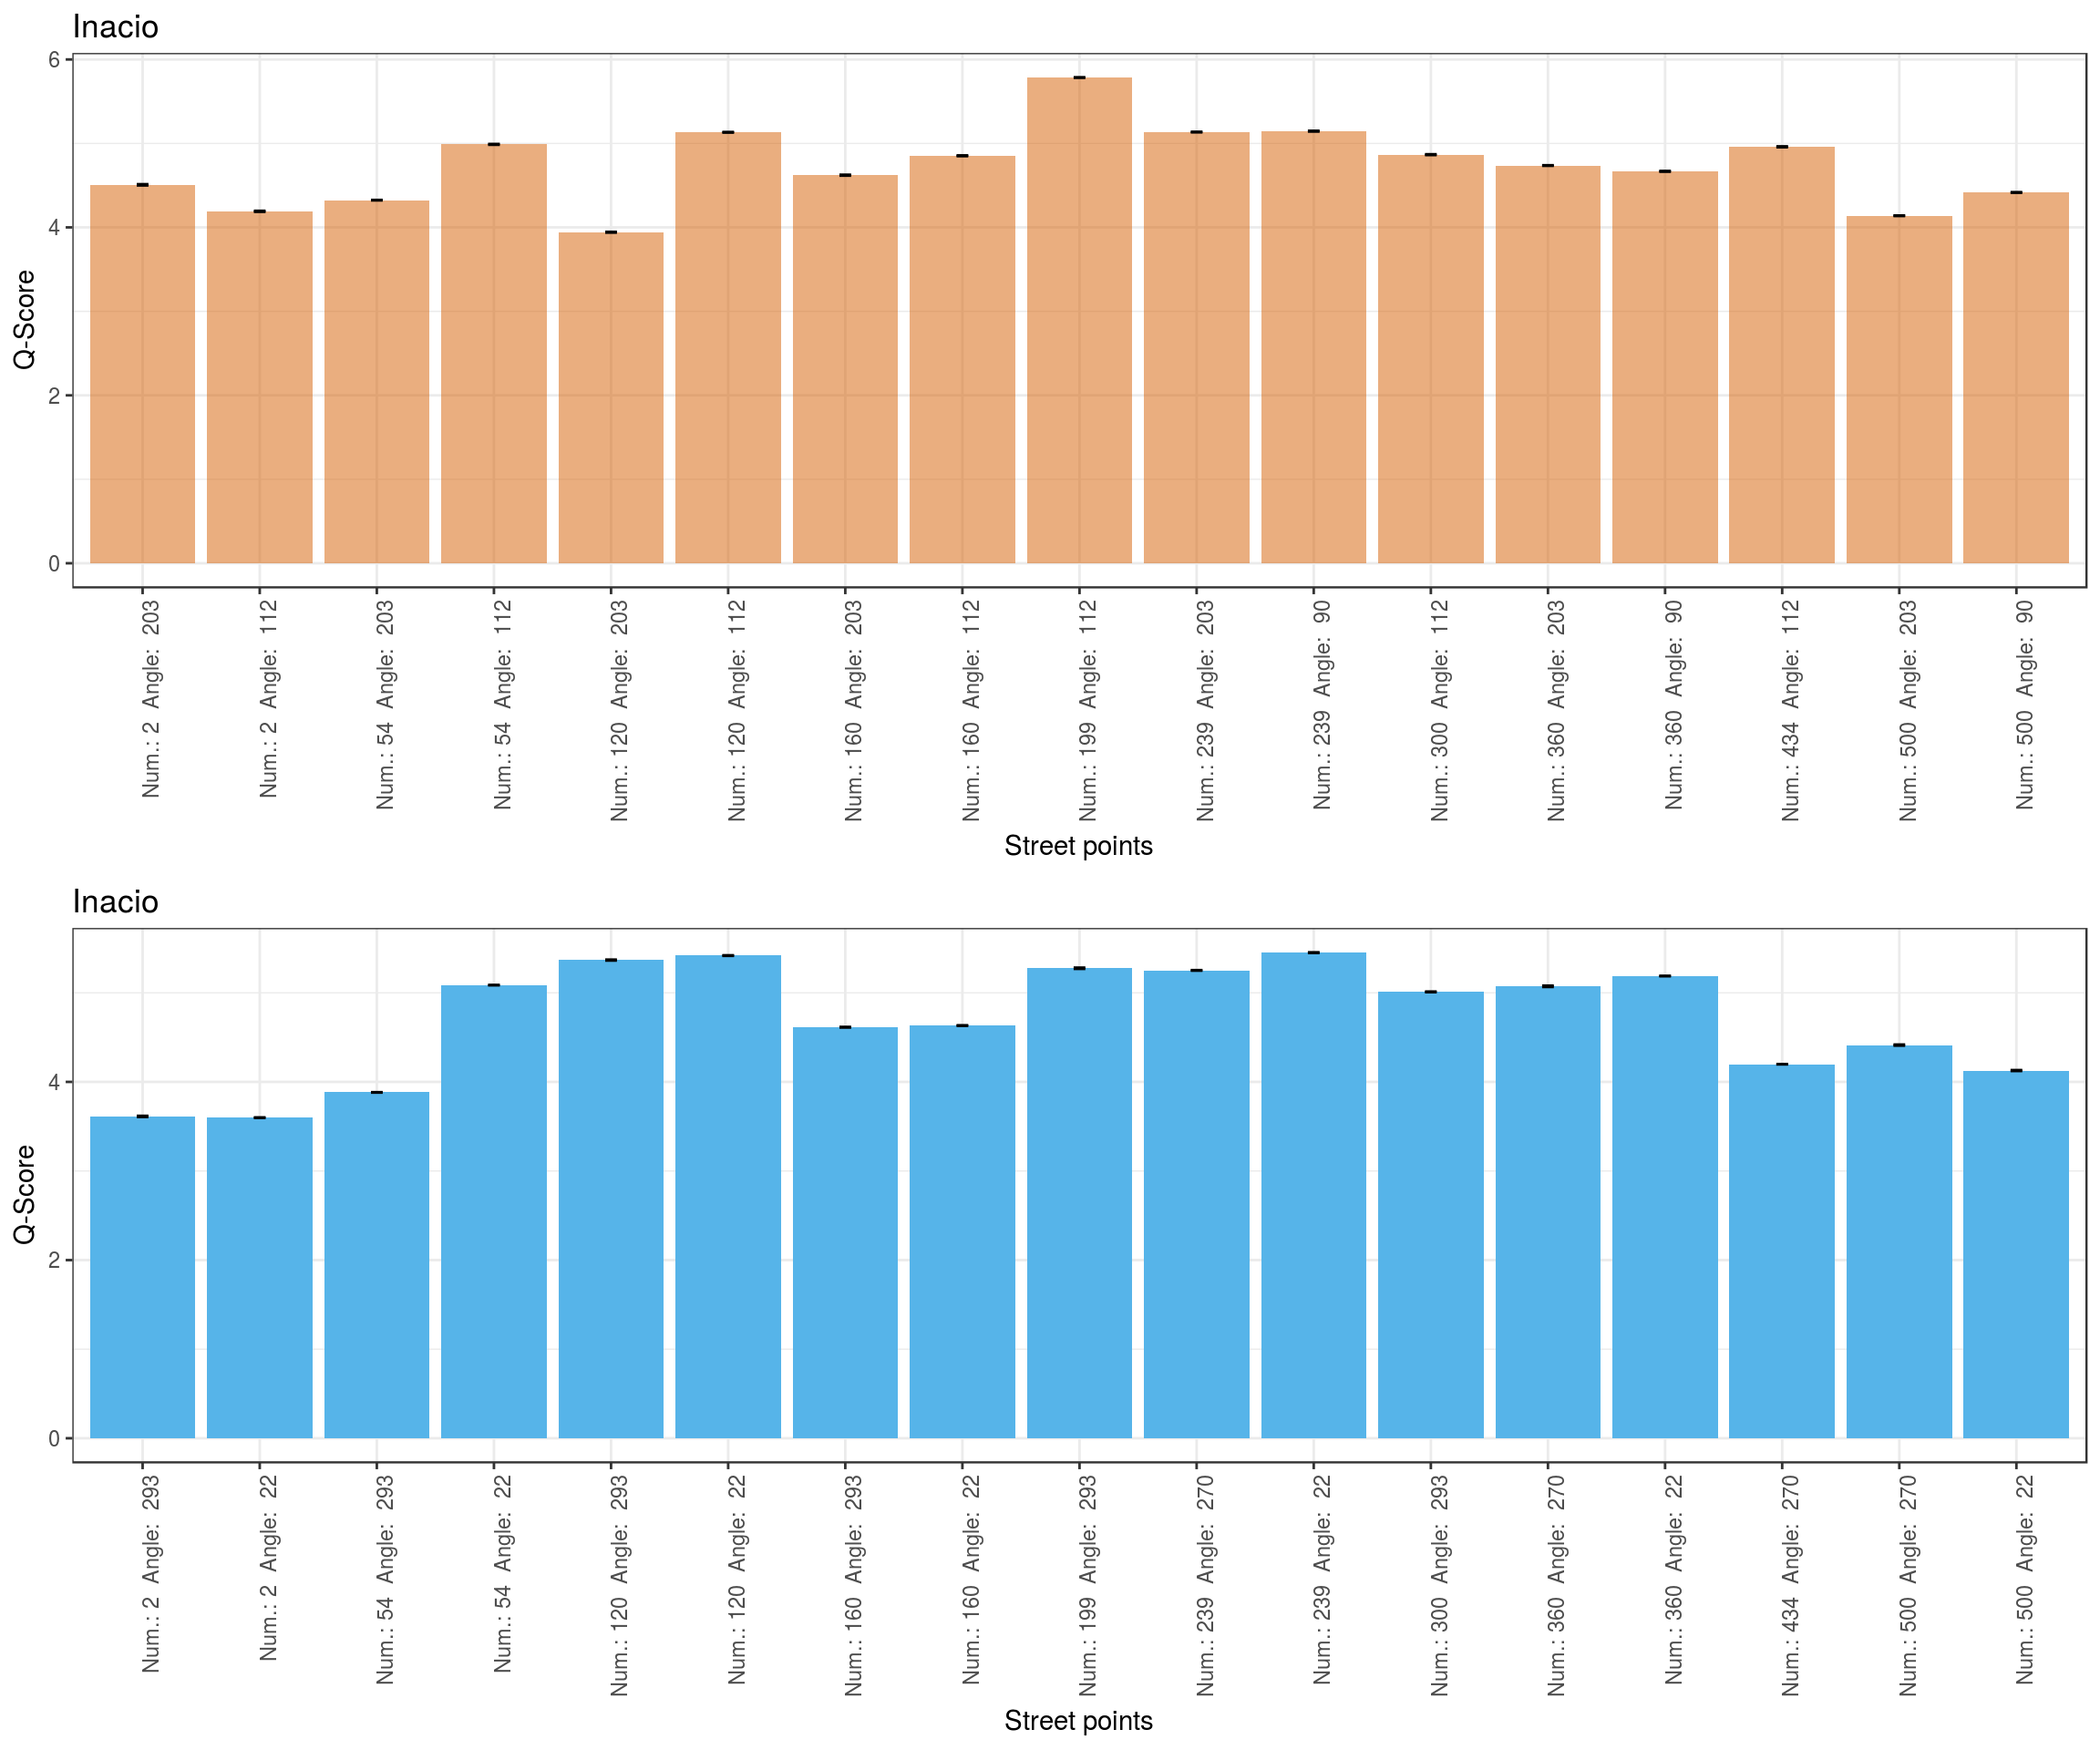 Inacio
6
4
2
0
Q-Score
Num.: 2 Angle: 203
Num.: 2 Angle: 112
Num.: 54 Angle: 203
Num.: 54 Angle: 112
Num.: 120 Angle: 203
Num.: 120 Angle: 112
Num.: 160 Angle: 203
Num.: 160 Angle: 112
Num.: 199 Angle: 112
Num.: 239 Angle: 203
Num.: 239 Angle: 90
Num.: 300 Angle: 112
Num.: 360 Angle: 203
Num.: 360 Angle: 90
Num.: 434 Angle: 112
Num.: 500 Angle: 203
Num.: 500 Angle: 90
Street points
Inacio
4
2
0
Q-Score
Num.: 2 Angle: 293
Num.: 2 Angle: 22
Num.: 54 Angle: 293
Num.: 54 Angle: 22
Num.: 120 Angle: 293
Num.: 120 Angle: 22
Num.: 160 Angle: 293
Num.: 160 Angle: 22
Num.: 199 Angle: 293
Num.: 239 Angle: 270
Num.: 239 Angle: 22
Num.: 300 Angle: 293
Num.: 360 Angle: 270
Num.: 360 Angle: 22
Num.: 434 Angle: 270
Num.: 500 Angle: 270
Num.: 500 Angle: 22
Street points